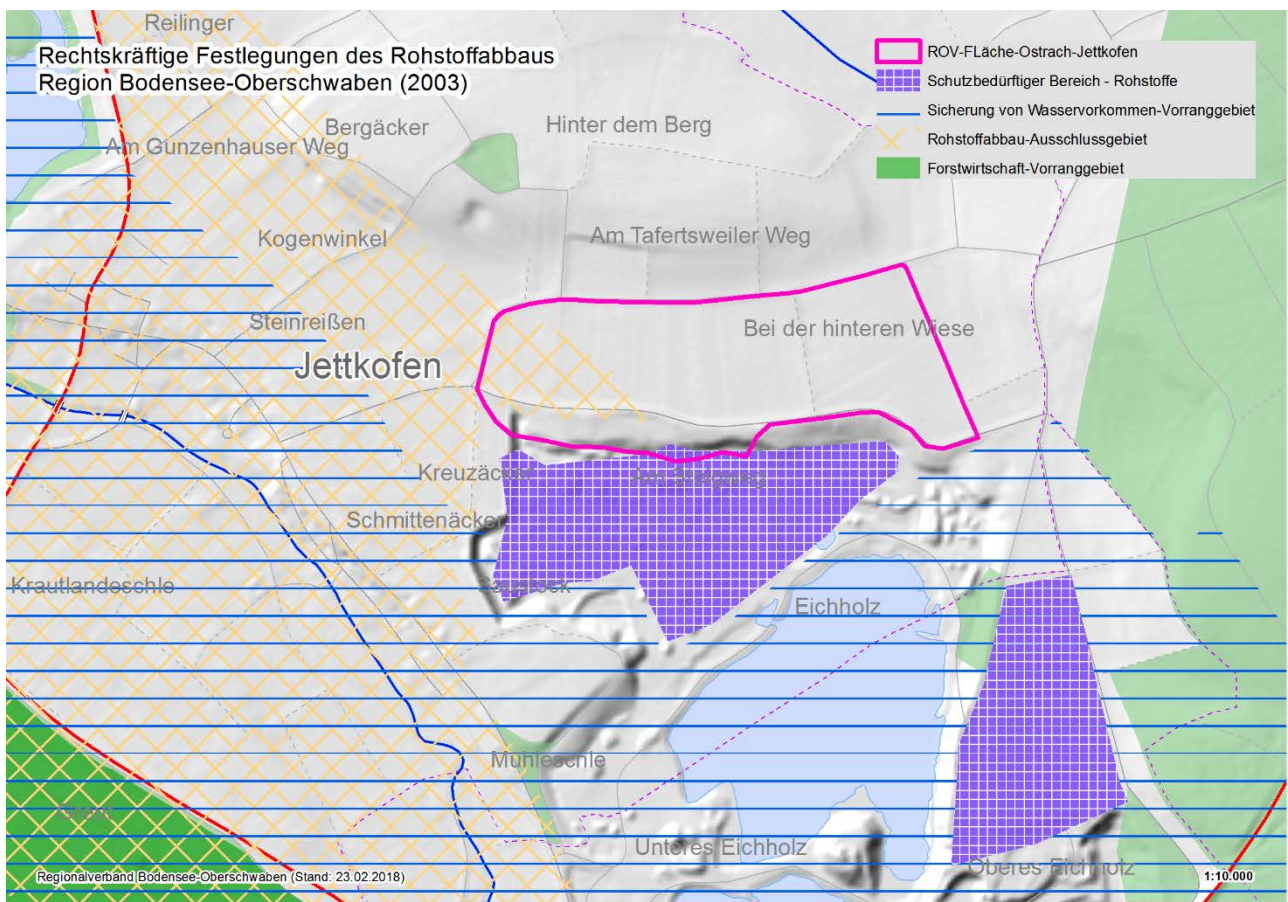 Reilinger
Rechtskräftige Festlegungen des Rohstoffabbaus
Region Bodensee-Oberschwaben (2003)
ROV-FLäche-Ostrach-Jettkofen
Schutzbedürftiger Bereich - Rohstoffe
Sicherung von Wasservorkommen-Vorranggebiet
Rohstoffabbau-Ausschlussgebiet
Forstwirtschaft-Vorranggebiet
Bergäcker
Hinter dem Berg
Am Gunzenhauser Weg
Kogenwinkel
Am Tafertsweiler Weg
Steinreißen
Bei der hinteren Wiese
Jettkofen
Kreuzäcker
Am Stiegweg
Schmittenäcker
Krautlandeschle
Eichholz
Mühleschle
Unteres Eichholz
Oberes Eichholz
Regionalverband Bodensee-Oberschwaben (Stand: 23.02.2018)
1:10.000